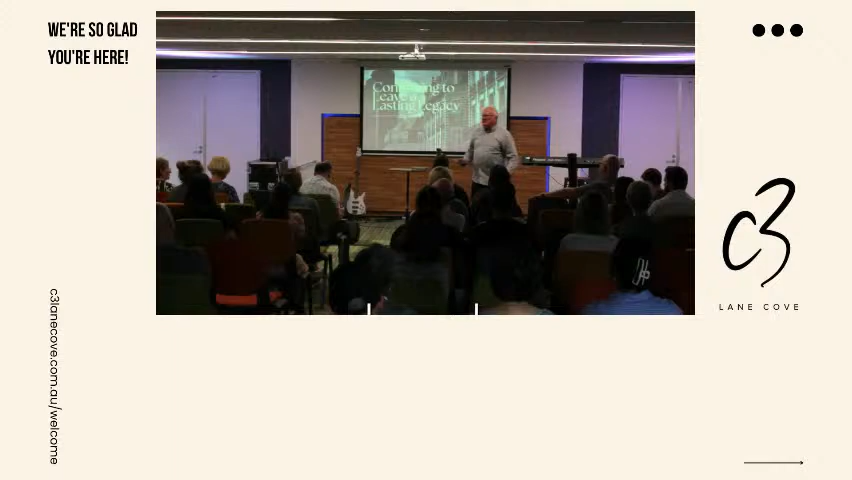 WE'RE SO GLAD
YOU'RE HERE!
Continuing to
Leave a
Lasting Legacy
c3
LANE COVE
c3lanecove.com.au/welcome